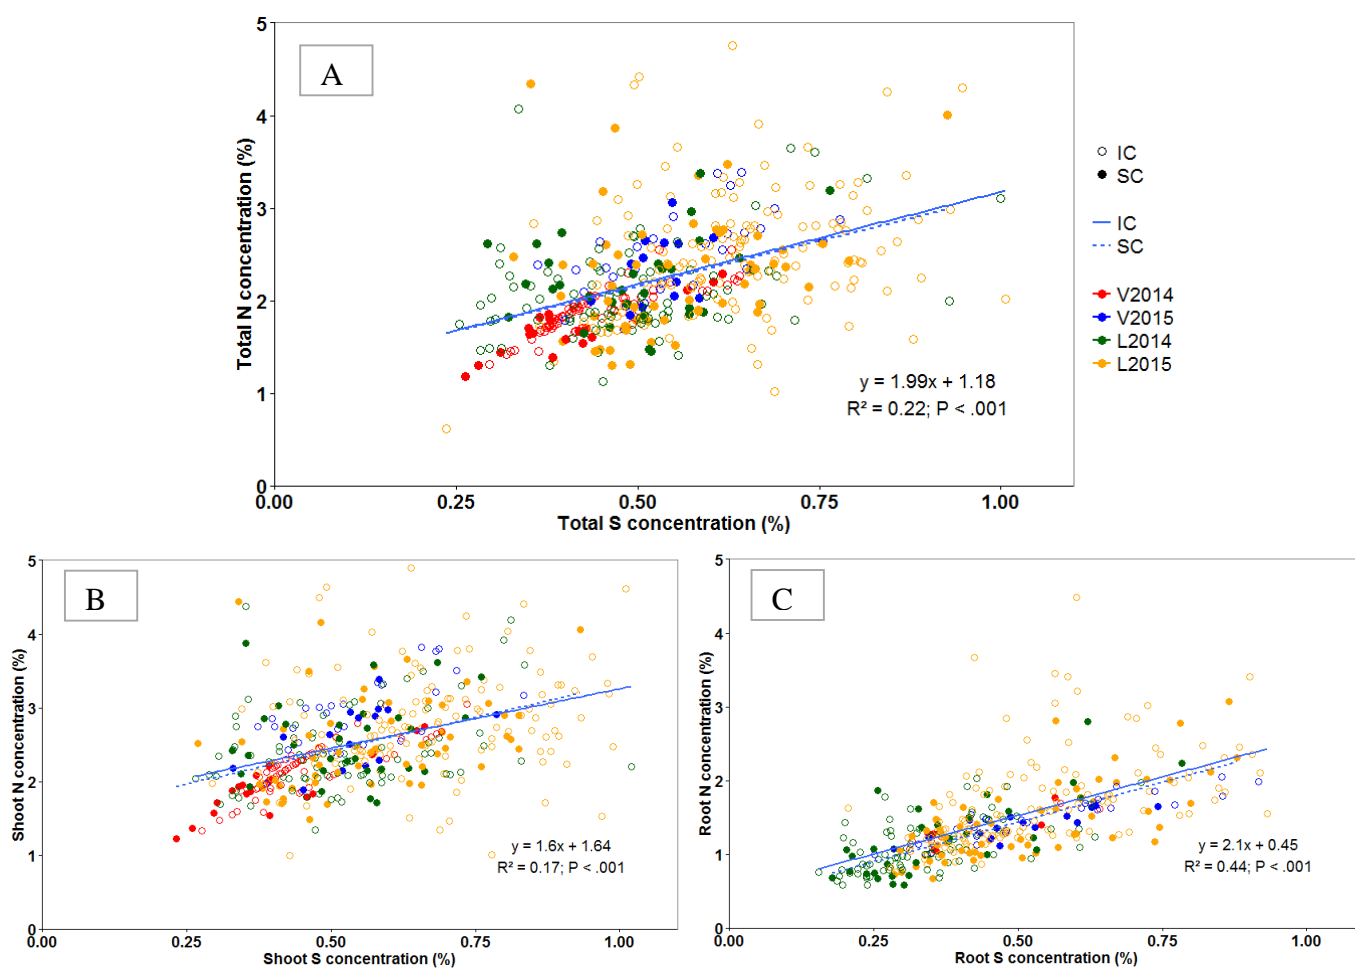 A
Total N concentration (%)
5
4
3
2
1
0
0.00 0.25 0.50 0.75 1.00
Total S concentration (%)
y = 1.99x + 1.18
R² = 0.22; P < .001
IC
SC
IC
SC
V2014
V2015
L2014
L2015
B
Shoot N concentration (%)
5
4
3
2
1
0
0.00 0.25 0.50 0.75 1.00
Shoot S concentration (%)
y = 1.6x + 1.64
R² = 0.17; P < .001
C
Root N concentration (%)
5
4
3
2
1
0
0.00 0.25 0.50 0.75 1.00
Root S concentration (%)
y = 2.1x + 0.45
R² = 0.44; P < .001